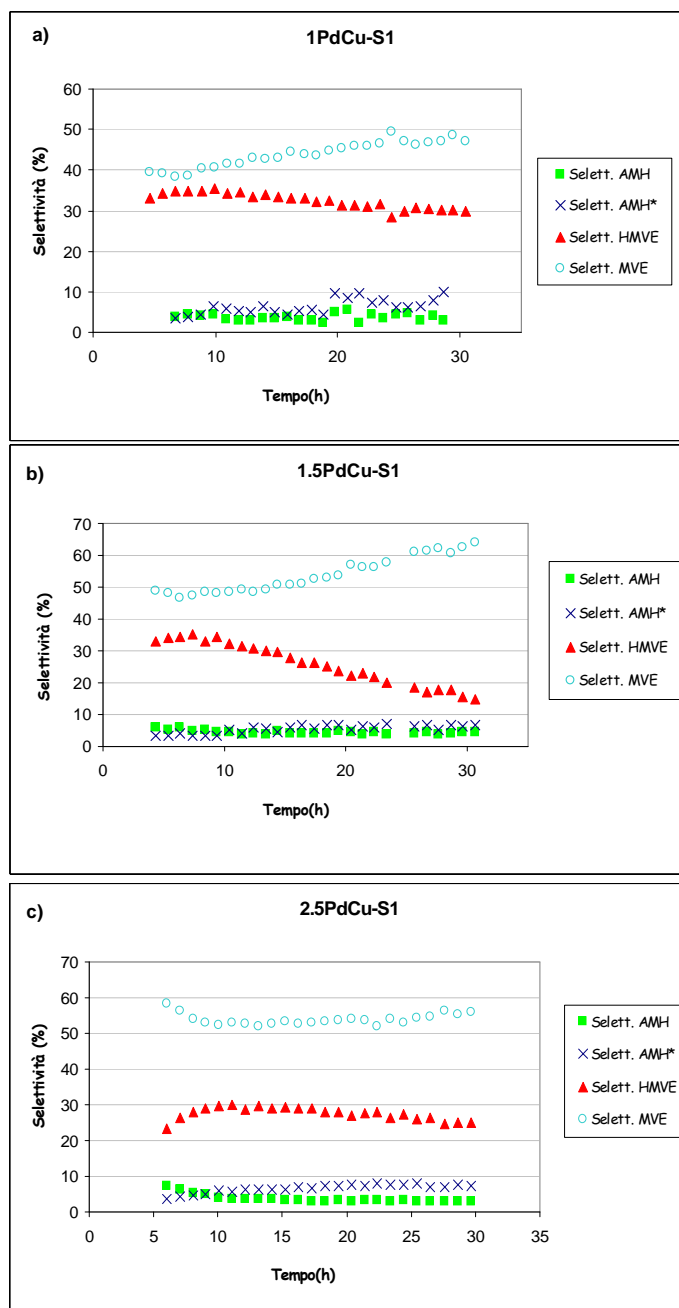 a)
1PdCu-S1
60
50
40
30
20
10
0
0
10
20
30
Selettività (%)
Tempo(h)
Selett. AMH
Selett. AMH*
Selett. HMVE
Selett. MVE
b)
1.5PdCu-S1
70
60
50
40
30
20
10
0
0
10
20
30
Selettività (%)
Tempo(h)
Selett. AMH
Selett. AMH*
Selett. HMVE
Selett. MVE
c)
2.5PdCu-S1
70
60
50
40
30
20
10
0
0
5
10
15
20
25
30
35
Selettività (%)
Tempo(h)
Selett. AMH
Selett. AMH*
Selett. HMVE
Selett. MVE